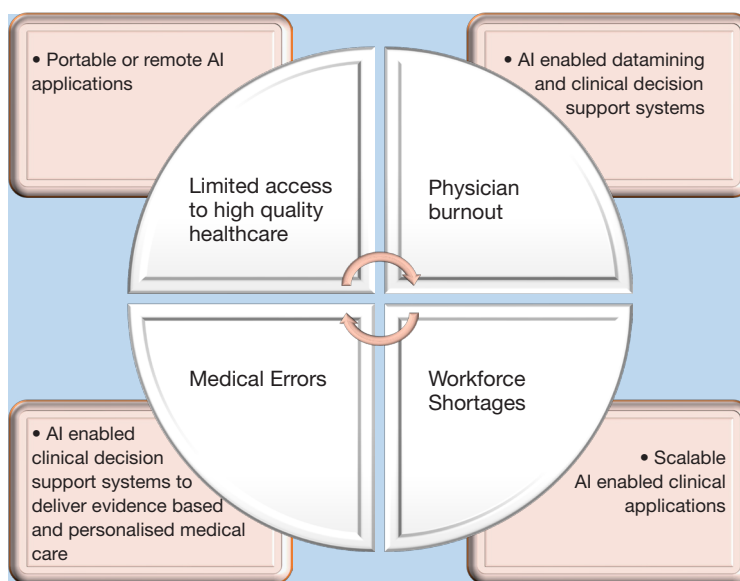 • Portable or remote AI
applications
• AI enabled datamining
and clinical decision
support systems
Limited access
to high quality
healthcare
Physician
burnout
Medical Errors
Workforce
Shortages
• AI enabled
clinical decision
support systems to
deliver evidence based
and personalised medical
care
• Scalable
AI enabled clinical
applications